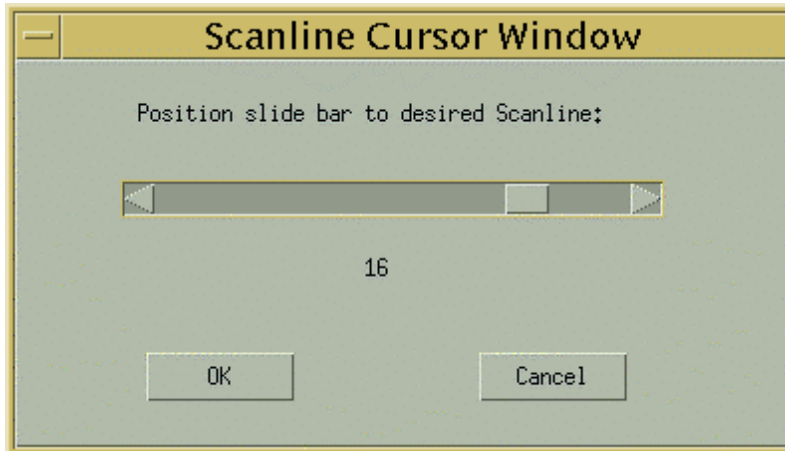 Scanline Cursor Window
Position slide bar to desired Scanline:
16
OK
Cancel